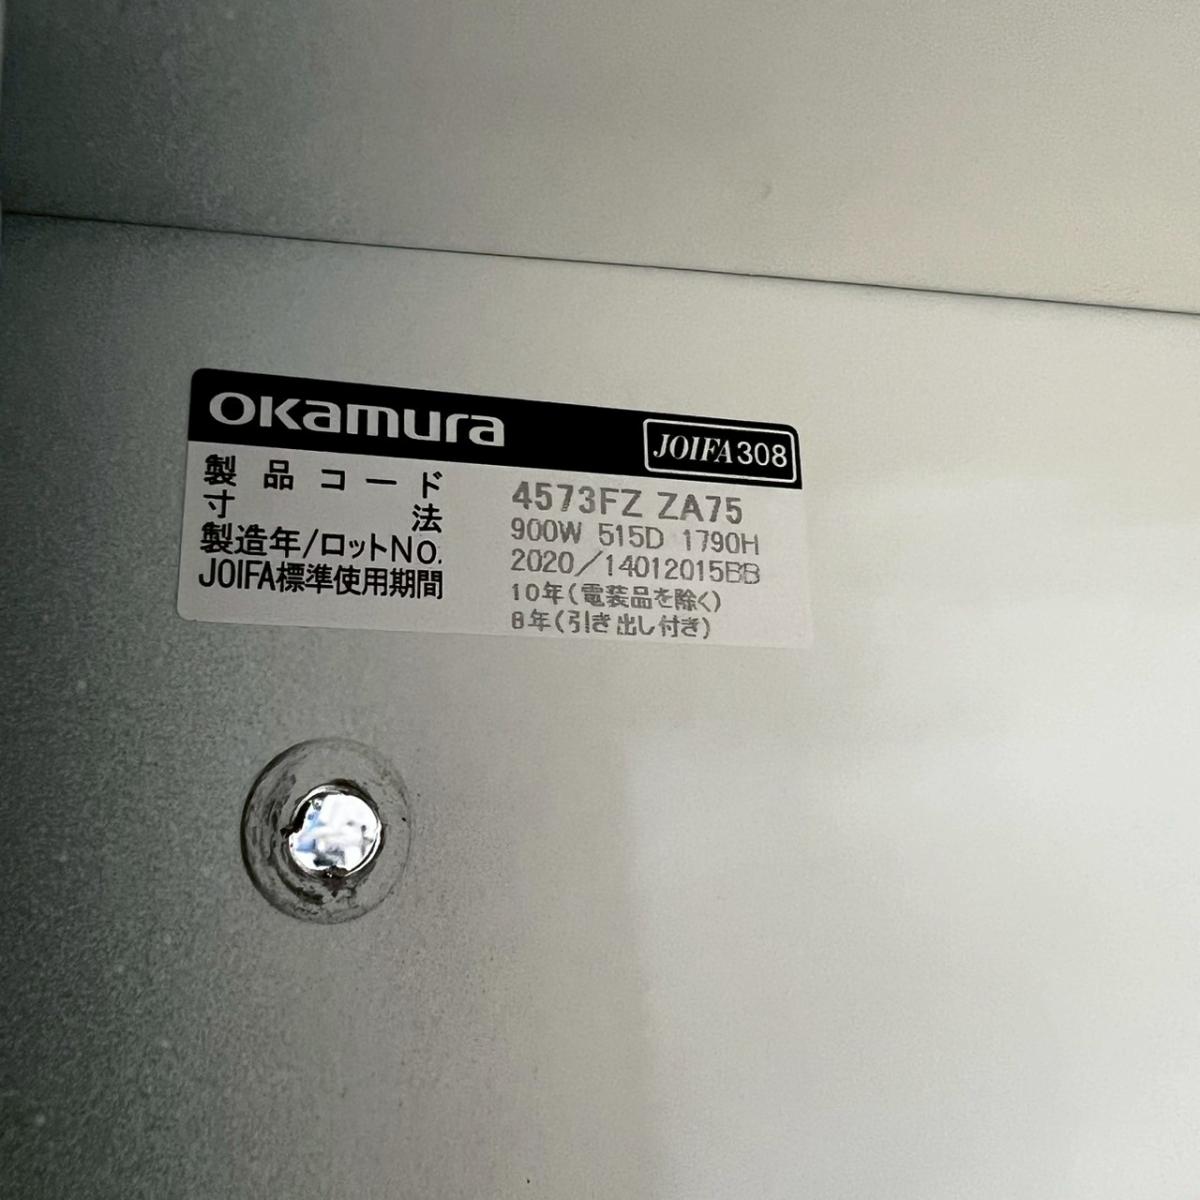 OKamura JOIFA308
製品コード 4573FZ ZA75
寸法 900W 515D 1790H
製造年/ロットNO. 2020/14012015BB
JOIFA標準使用期間 10年(電装品を除く)
8年(引き出し付き)